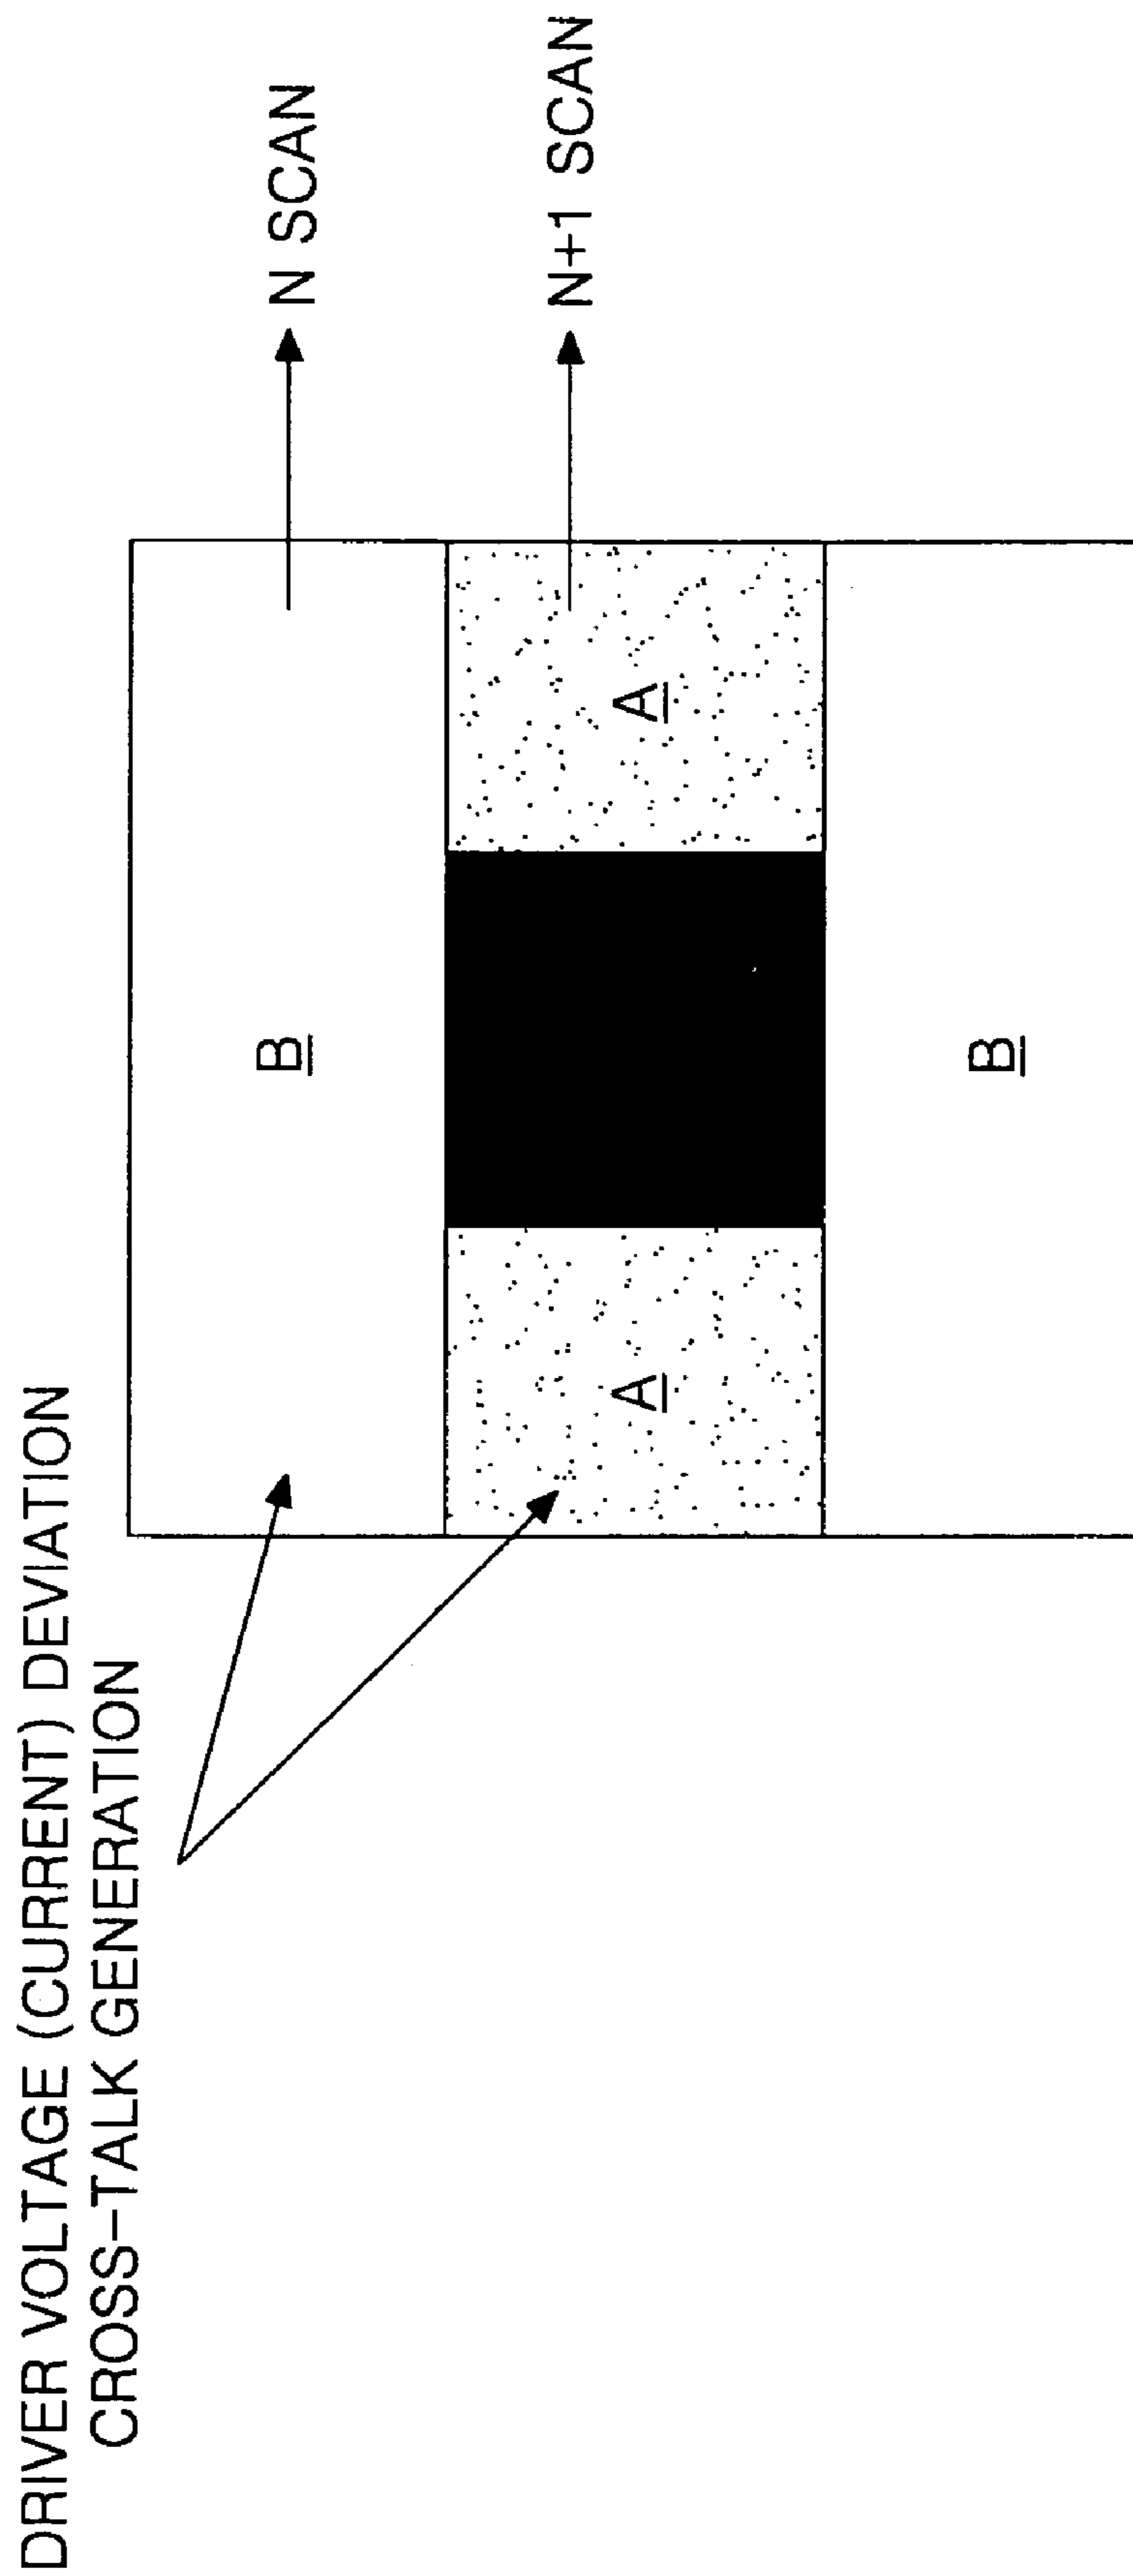 DRIVER VOLTAGE (CURRENT) DEVIATION
CROSS-TALK GENERATION
B
N SCAN
A
A
N+1 SCAN
B